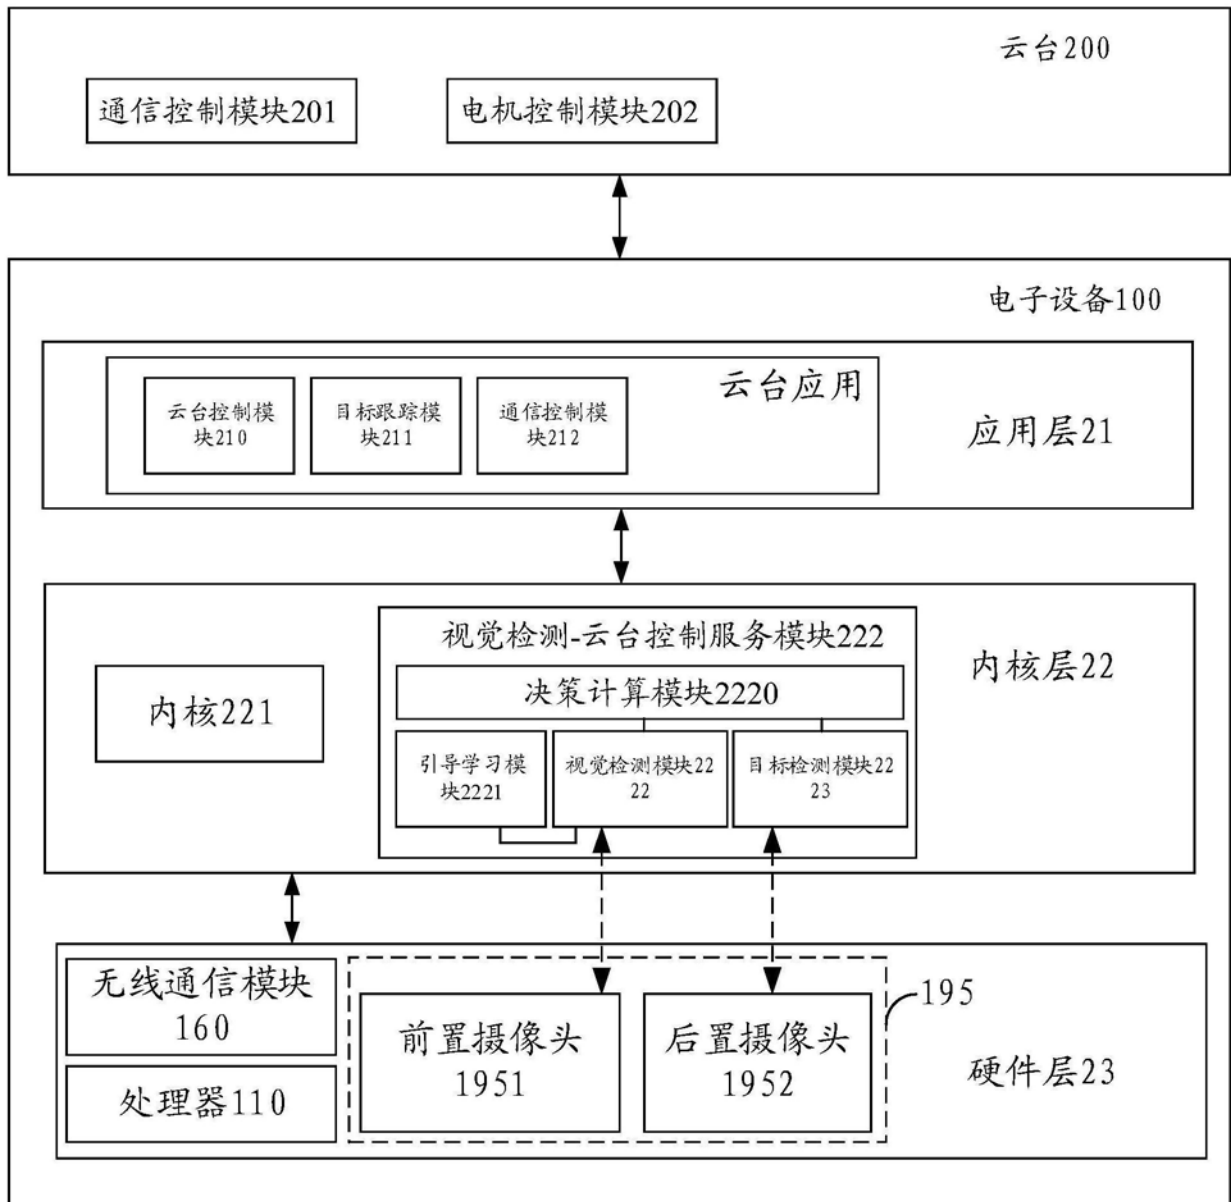 云台200
通信控制模块201
电机控制模块202
电子设备100
云台应用
云台控制模
块210
目标跟踪模
块211
通信控制模
块212
应用层21
视觉检测-云台控制服务模块222
内核层22
决策计算模块2220
内核221
引导学习模
块2221
视觉检测模块22
22
目标检测模块22
23
无线通信模块
160
195
前置摄像头
1951
后置摄像头
1952
硬件层23
处理器110